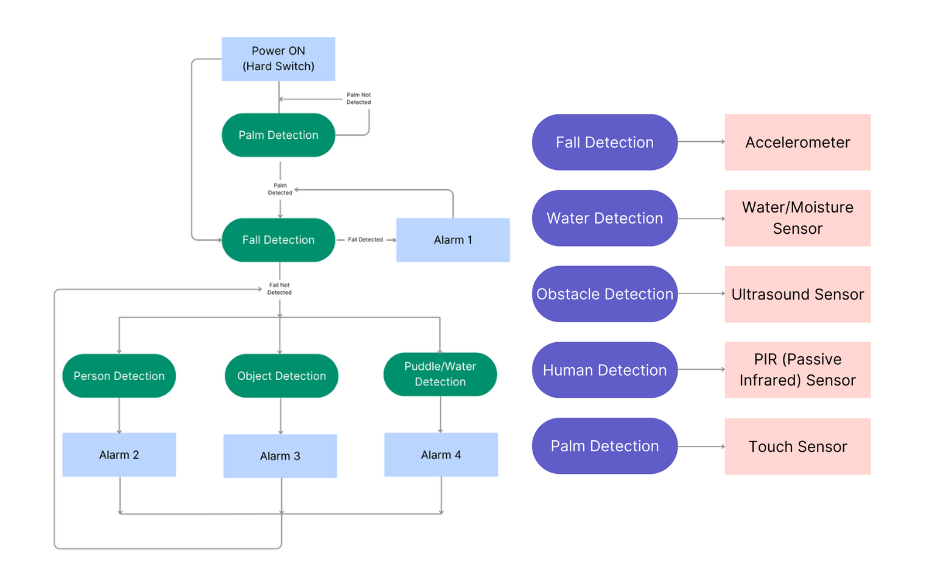 Power ON
(Hard Switch)
Palm Not
Detected
Palm Detection
Palm
Detected
Fall Detection
Fall Detected
Alarm 1
Fall Not
Detected
Person Detection
Object Detection
Puddle/Water
Detection
Alarm 2
Alarm 3
Alarm 4
Fall Detection
Accelerometer
Water Detection
Water/Moisture
Sensor
Obstacle Detection
Ultrasound Sensor
Human Detection
PIR (Passive
Infrared) Sensor
Palm Detection
Touch Sensor